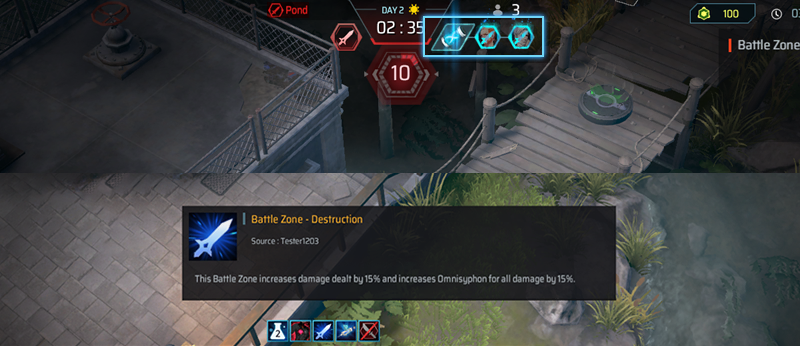 Pond
DAY 2
3
100
02 : 35
Battle Zone
10
Battle Zone - Destruction
Source : Tester1203
This Battle Zone increases damage dealt by 15% and increases Omnisyphon for all damage by 15%.
2